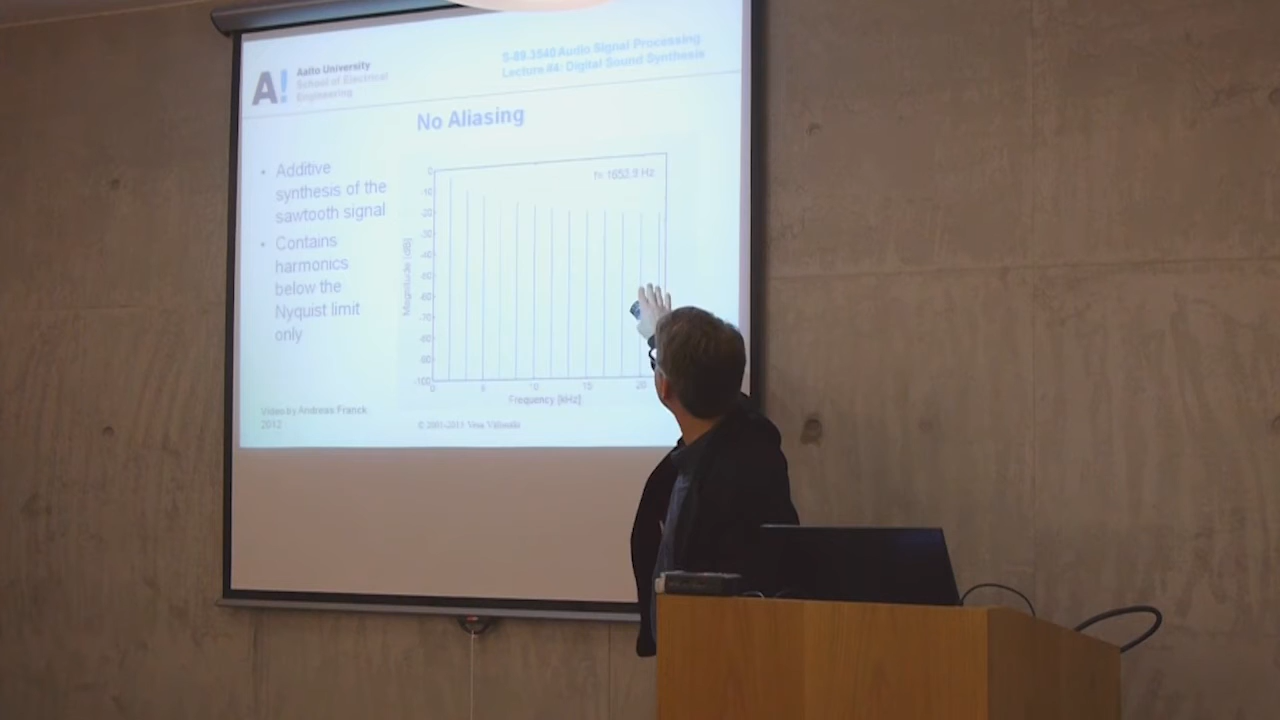 A!
Aalto University
School of Electrical
Engineering
S-89.3540 Audio Signal Processing
Lecture #4: Digital Sound Synthesis
No Aliasing
• Additive
synthesis of the
sawtooth signal
• Contains
harmonics
below the
Nyquist limit
only
f= 1652.9 Hz
0
-10
-20
-30
-40
-50
-60
-70
-80
-90
-100
Magnitude [dB]
0 5 10 15 20
Frequency [kHz]
Video by Andreas Franck
2012
© 2001-2013 Vesa Välimäki